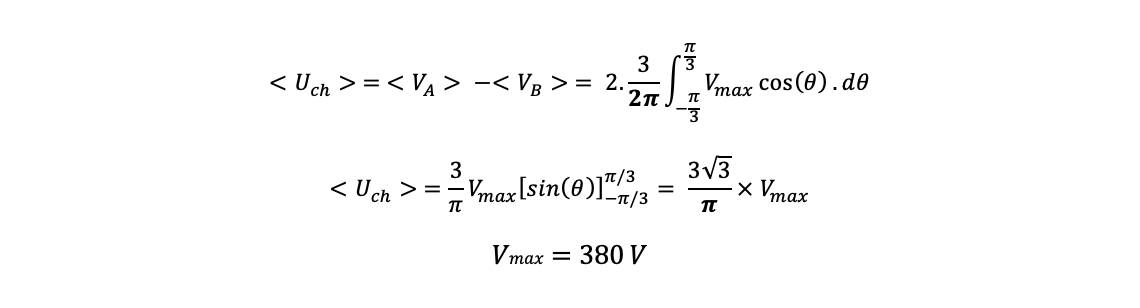 < U_ch > = < V_A > − < V_B > = 2. 3/2π ∫_{−π/3}^{π/3} V_max cos(θ) . dθ
< U_ch > = 3/π V_max [sin(θ)]_{−π/3}^{π/3} = 3√3/π × V_max
V_max = 380 V